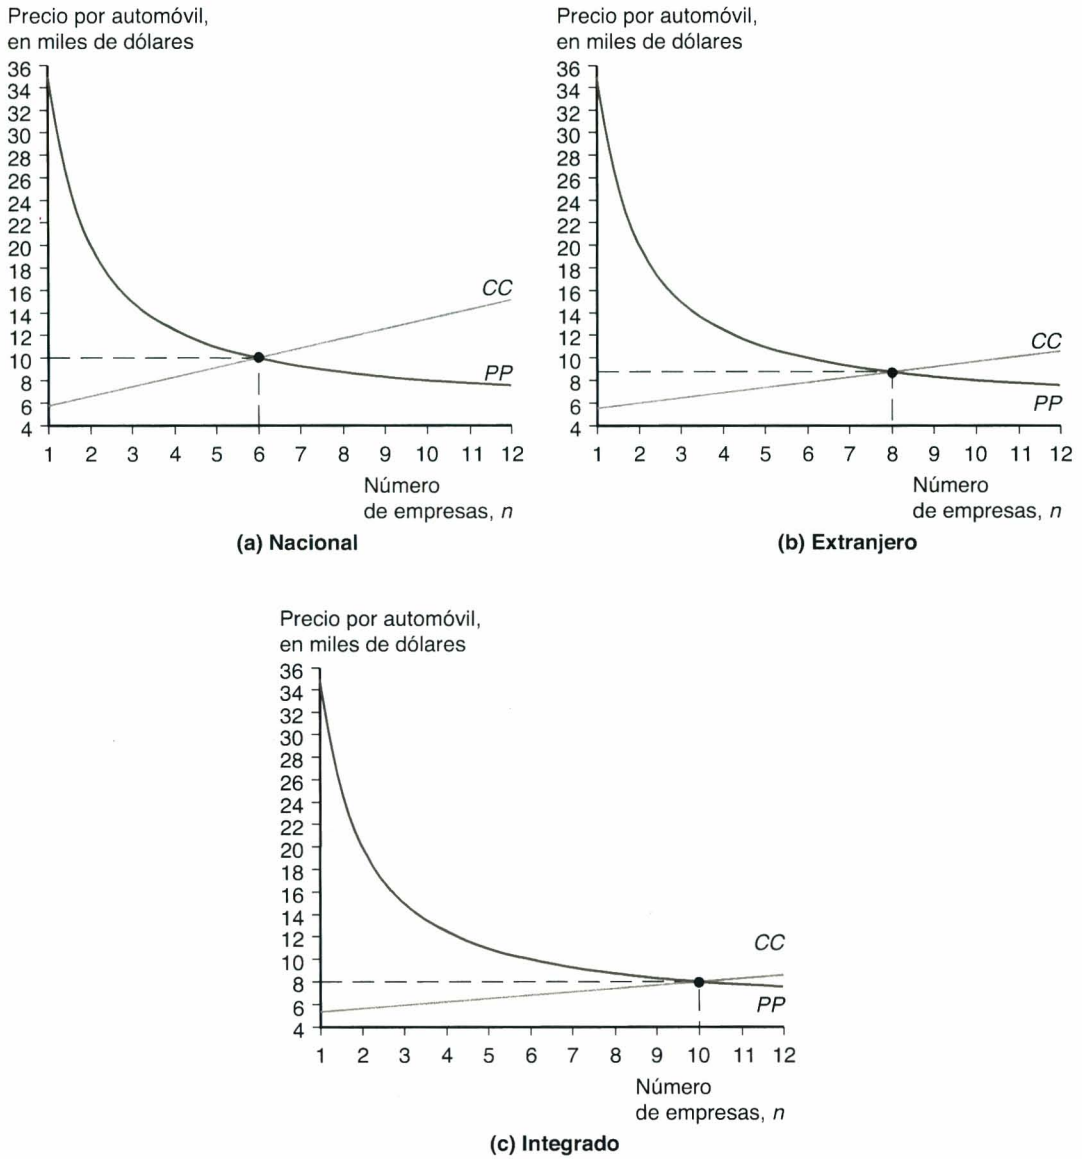 Precio por automóvil,
en miles de dólares
36
34
32
30
28
26
24
22
20
18
16
14
12
10
8
6
4
CC
PP
1 2 3 4 5 6 7 8 9 10 11 12
Número
de empresas, n
(a) Nacional
Precio por automóvil,
en miles de dólares
36
34
32
30
28
26
24
22
20
18
16
14
12
10
8
6
4
CC
PP
1 2 3 4 5 6 7 8 9 10 11 12
Número
de empresas, n
(b) Extranjero
Precio por automóvil,
en miles de dólares
36
34
32
30
28
26
24
22
20
18
16
14
12
10
8
6
4
CC
PP
1 2 3 4 5 6 7 8 9 10 11 12
Número
de empresas, n
(c) Integrado